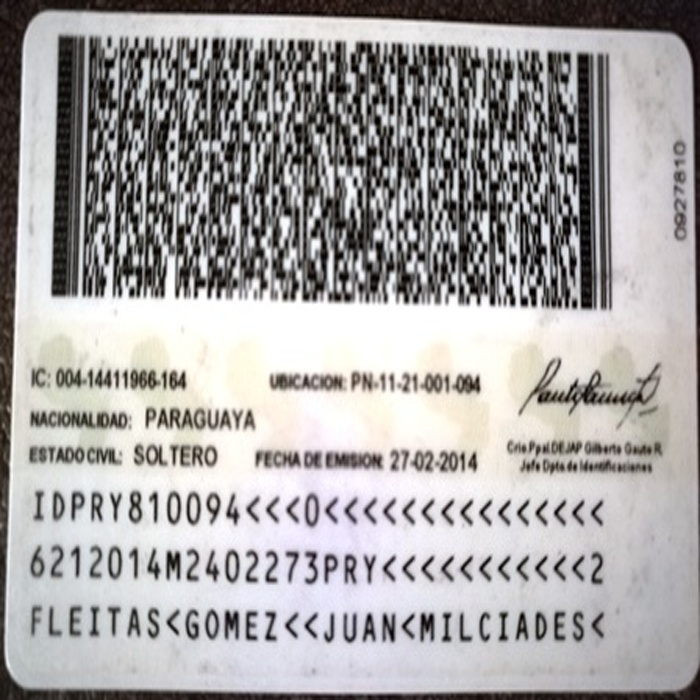 0927810
IC: 004-14411966-164 UBICACION: PN-11-21-001-094
NACIONALIDAD: PARAGUAYA
ESTADO CIVIL: SOLTERO FECHA DE EMISION: 27-02-2014
Crio.Ppal.DEJAP Gilberto Gauto R.
Jefe Dpto.de Identificaciones
IDPRY810094<<<0<<<<<<<<<<<<<<<
6212014M2402273PRY<<<<<<<<<<<2
FLEITAS<GOMEZ<<JUAN<MILCIADES<